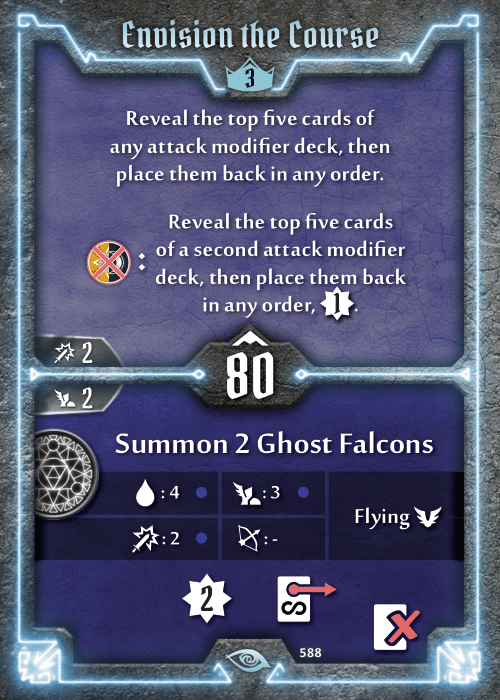 Envision the Course
3
Reveal the top five cards of
any attack modifier deck, then
place them back in any order.
Reveal the top five cards
: of a second attack modifier
deck, then place them back
in any order, 1.
2
80
2
Summon 2 Ghost Falcons
: 4 : 3
Flying
: 2 : -
2
S
588